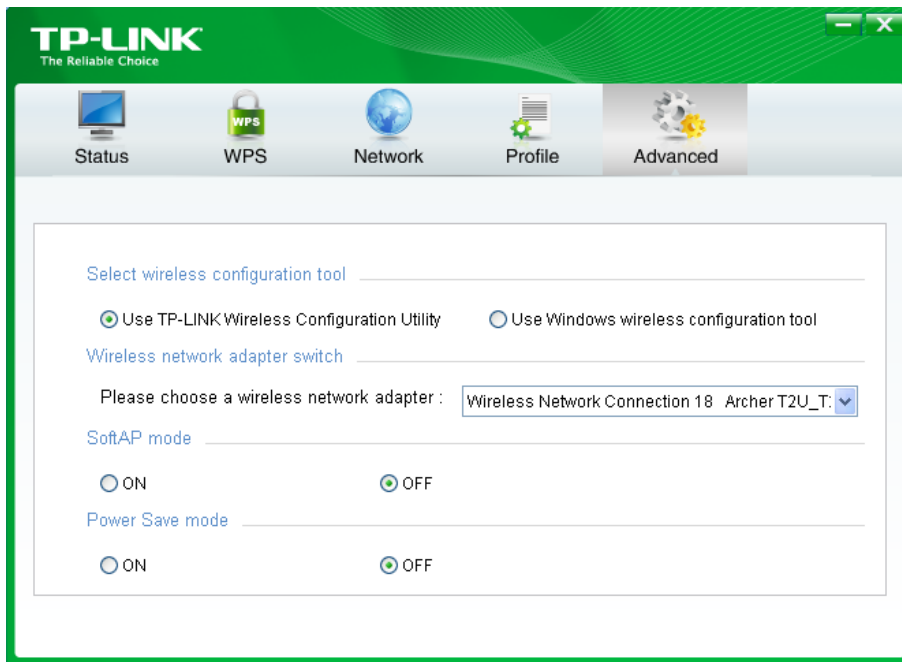 TP-LINK
The Reliable Choice
WPS
Status
WPS
Network
Profile
Advanced
Select wireless configuration tool
Use TP-LINK Wireless Configuration Utility
Use Windows wireless configuration tool
Wireless network adapter switch
Please choose a wireless network adapter :
Wireless Network Connection 18 Archer T2U_T:
SoftAP mode
ON
OFF
Power Save mode
ON
OFF